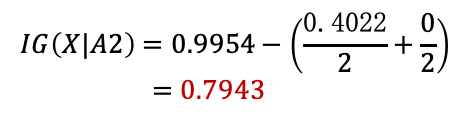 IG(X|A2) = 0.9954 − (0. 4022/2 + 0/2)
= 0.7943